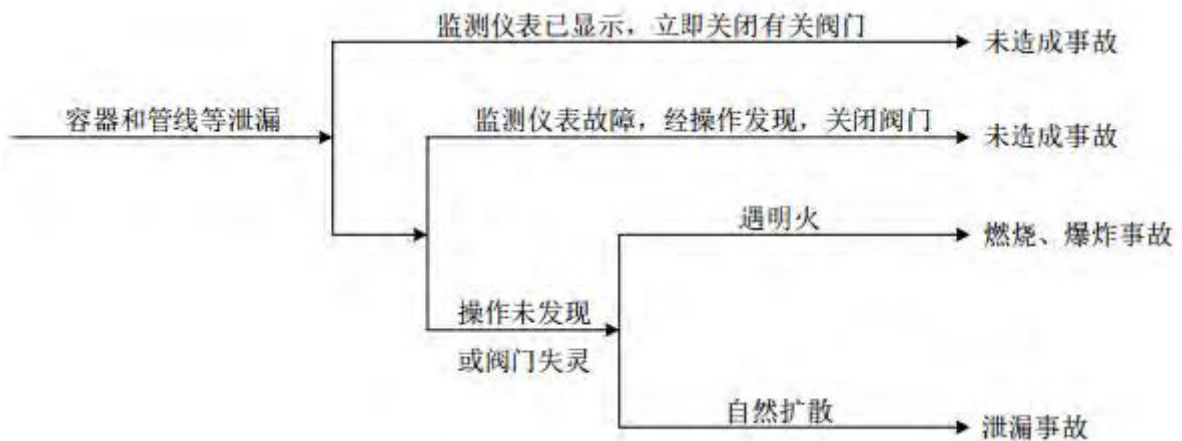 监测仪表已显示，立即关闭有关阀门
未造成事故
容器和管线等泄漏
监测仪表故障，经操作发现，关闭阀门
未造成事故
遇明火
燃烧、爆炸事故
操作未发现
或阀门失灵
自然扩散
泄漏事故